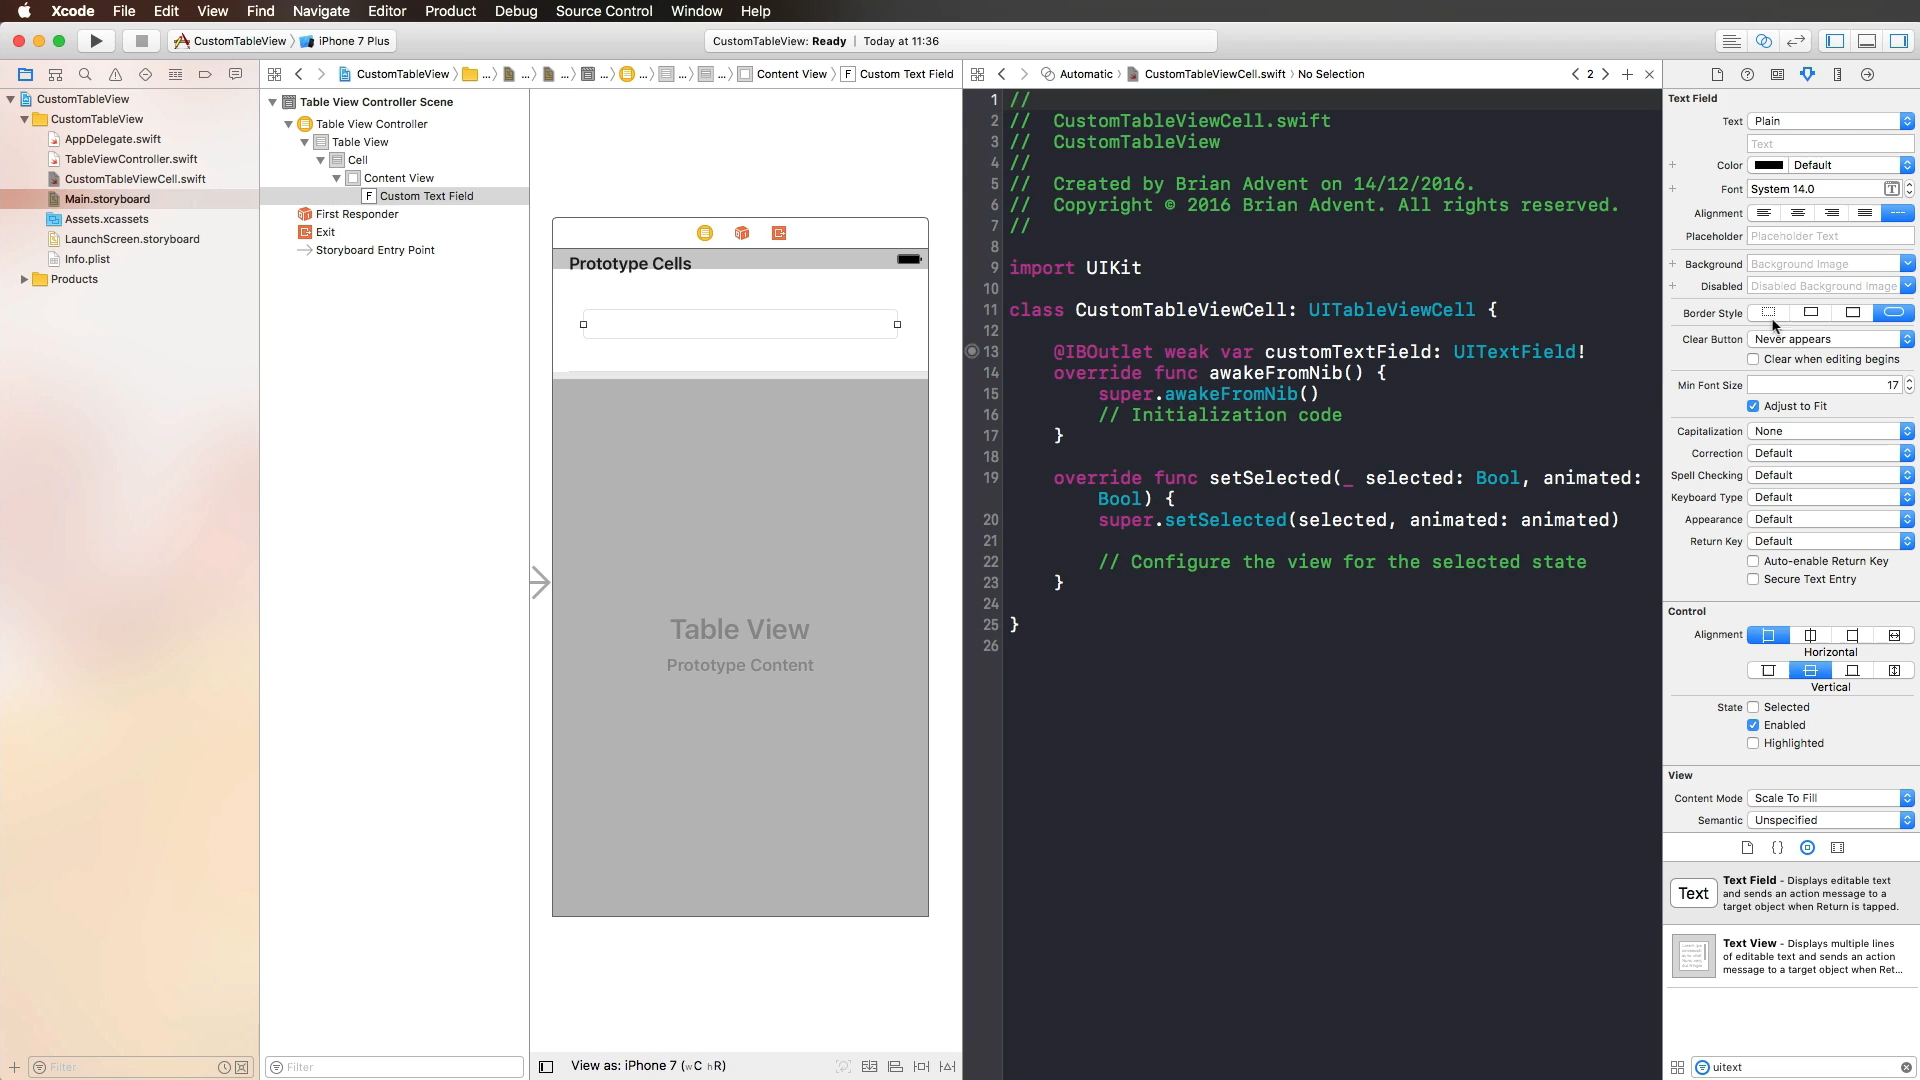 Xcode File Edit View Find Navigate Editor Product Debug Source Control Window Help
CustomTableView iPhone 7 Plus
CustomTableView: Ready | Today at 11:36
CustomTableView ... ... ... ... ... ... ... Content View F Custom Text Field
Automatic CustomTableViewCell.swift No Selection
2
CustomTableView
CustomTableView
AppDelegate.swift
TableViewController.swift
CustomTableViewCell.swift
Main.storyboard
Assets.xcassets
LaunchScreen.storyboard
Info.plist
Products
Filter
Table View Controller Scene
Table View Controller
Table View
Cell
Content View
F Custom Text Field
First Responder
Exit
Storyboard Entry Point
Filter
Prototype Cells
Table View
Prototype Content
View as: iPhone 7 (wC hR)
1 //
2 // CustomTableViewCell.swift
3 // CustomTableView
4 //
5 // Created by Brian Advent on 14/12/2016.
6 // Copyright © 2016 Brian Advent. All rights reserved.
7 //
8
9 import UIKit
10
11 class CustomTableViewCell: UITableViewCell {
12
13 @IBOutlet weak var customTextField: UITextField!
14 override func awakeFromNib() {
15 super.awakeFromNib()
16 // Initialization code
17 }
18
19 override func setSelected(_ selected: Bool, animated:
Bool) {
20 super.setSelected(selected, animated: animated)
21
22 // Configure the view for the selected state
23 }
24
25 }
26
Text Field
Text Plain
Text
Color Default
Font System 14.0
Alignment
Placeholder Placeholder Text
Background Background Image
Disabled Disabled Background Image
Border Style
Clear Button Never appears
Clear when editing begins
Min Font Size 17
Adjust to Fit
Capitalization None
Correction Default
Spell Checking Default
Keyboard Type Default
Appearance Default
Return Key Default
Auto-enable Return Key
Secure Text Entry
Control
Alignment
Horizontal
Vertical
State Selected
Enabled
Highlighted
View
Content Mode Scale To Fill
Semantic Unspecified
Text
Text Field - Displays editable text
and sends an action message to a
target object when Return is tapped.
Text View - Displays multiple lines
of editable text and sends an action
message to a target object when Ret...
uitext